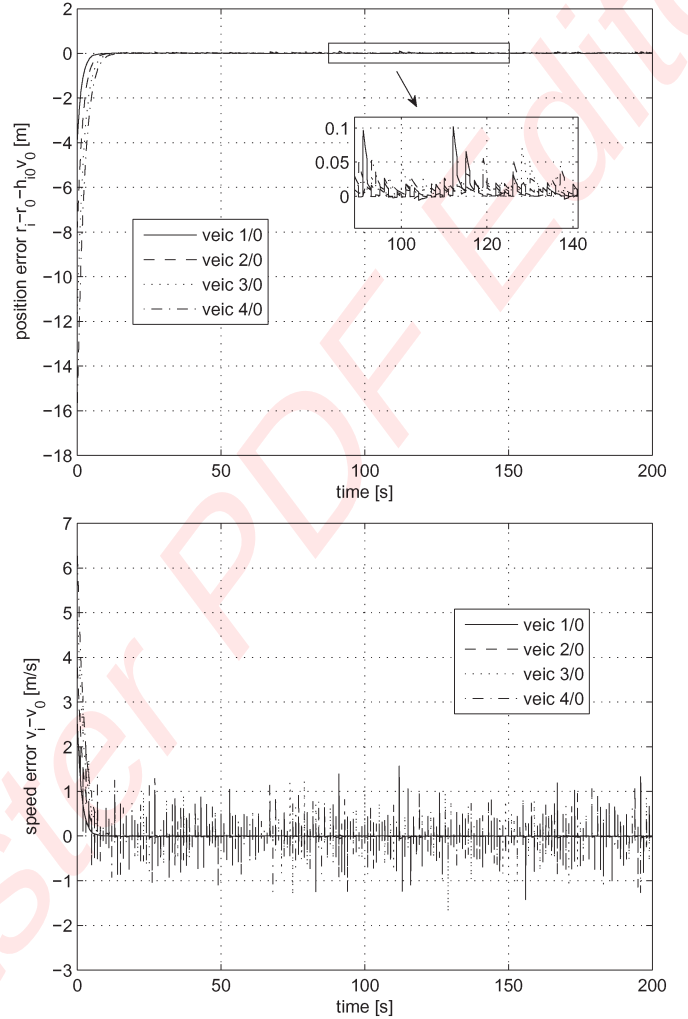 2
0
−2
−4
−6
−8
−10
−12
−14
−16
−18
position error r_i−r_0−h_i0 v_0 [m]
0.1
0.05
0
100 120 140
veic 1/0
veic 2/0
veic 3/0
veic 4/0
0 50 100 150 200
time [s]
7
6
5
4
3
2
1
0
−1
−2
−3
speed error v_i−v_0 [m/s]
veic 1/0
veic 2/0
veic 3/0
veic 4/0
0 50 100 150 200
time [s]
ster PDF Edito